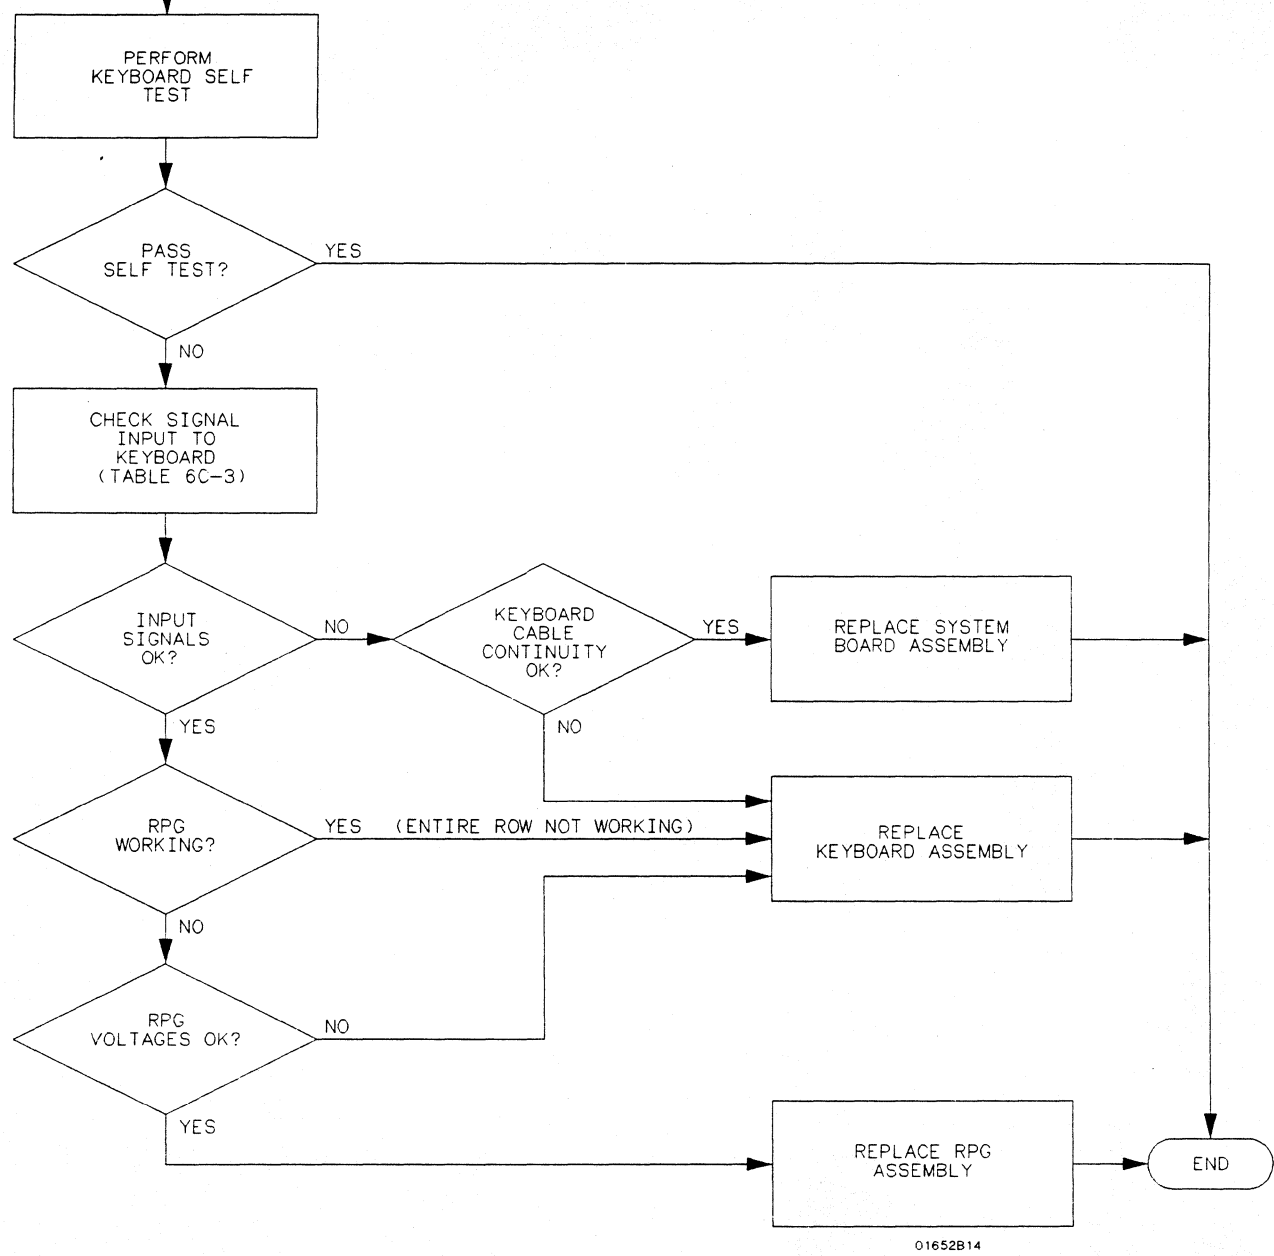 PERFORM
KEYBOARD SELF
TEST
PASS
SELF TEST?
YES
NO
CHECK SIGNAL
INPUT TO
KEYBOARD
(TABLE 6C-3)
INPUT
SIGNALS
OK?
NO
KEYBOARD
CABLE
CONTINUITY
OK?
YES
REPLACE SYSTEM
BOARD ASSEMBLY
YES
NO
RPG
WORKING?
YES (ENTIRE ROW NOT WORKING)
REPLACE
KEYBOARD ASSEMBLY
NO
RPG
VOLTAGES OK?
NO
YES
REPLACE RPG
ASSEMBLY
END
01652B14